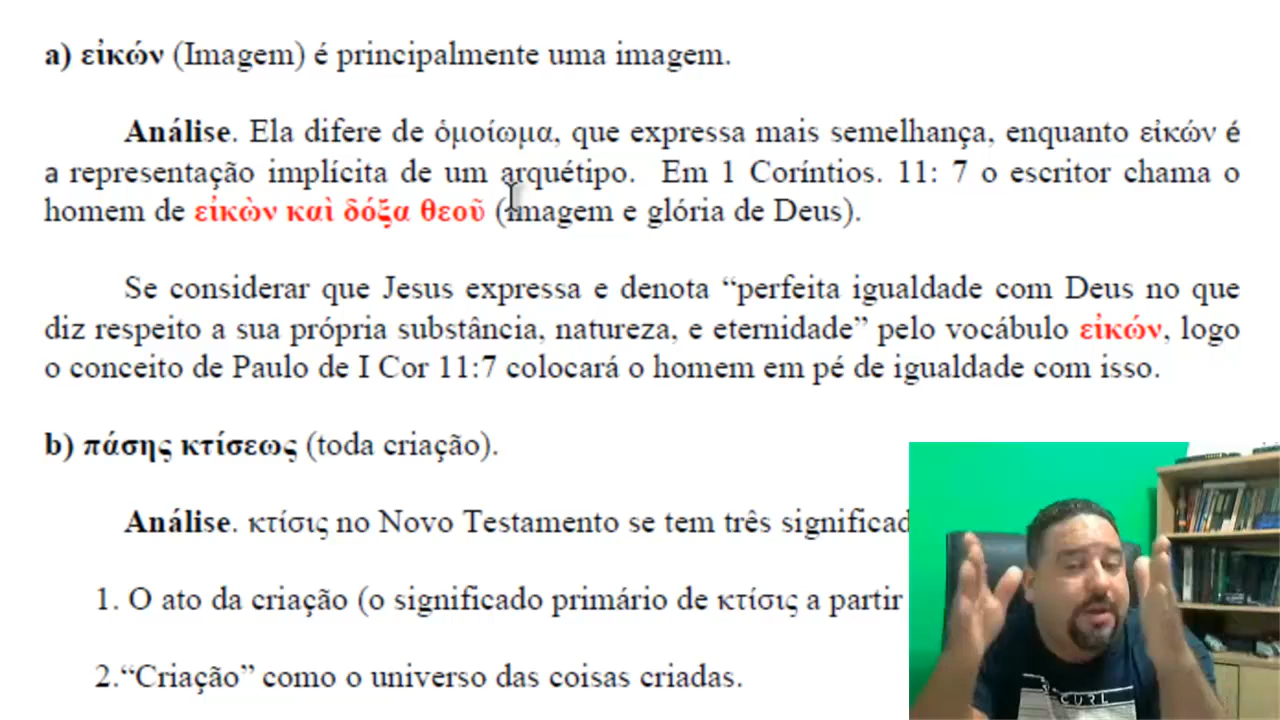 a) εἰκών (Imagem) é principalmente uma imagem.
Análise. Ela difere de ὁμοίωμα, que expressa mais semelhança, enquanto εἰκών é
a representação implícita de um arquétipo. Em 1 Coríntios. 11: 7 o escritor chama o
homem de εἰκὼν καὶ δόξα θεοῦ (imagem e glória de Deus).
Se considerar que Jesus expressa e denota “perfeita igualdade com Deus no que
diz respeito a sua própria substância, natureza, e eternidade” pelo vocábulo εἰκών, logo
o conceito de Paulo de I Cor 11:7 colocará o homem em pé de igualdade com isso.
b) πάσης κτίσεως (toda criação).
Análise. κτίσις no Novo Testamento se tem três significad
1. O ato da criação (o significado primário de κτίσις a partir
2.“Criação” como o universo das coisas criadas.
CURL